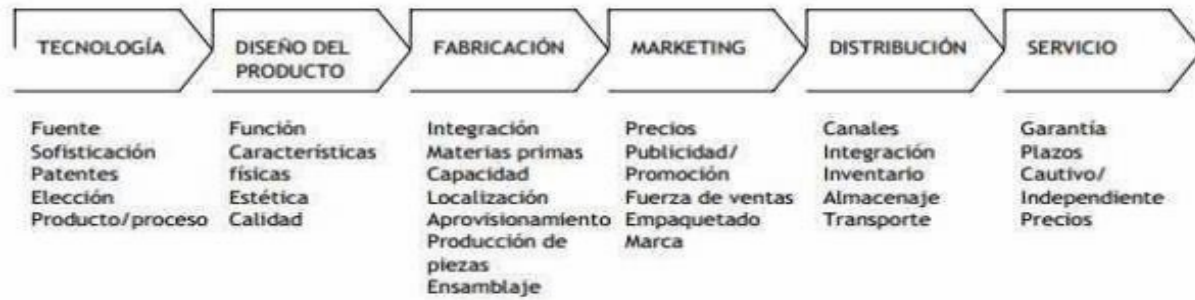 TECNOLOGÍA
DISEÑO DEL
PRODUCTO
FABRICACIÓN
MARKETING
DISTRIBUCIÓN
SERVICIO
Fuente
Sofisticación
Patentes
Elección
Producto/proceso
Función
Características
físicas
Estética
Calidad
Integración
Materias primas
Capacidad
Localización
Aprovisionamiento
Producción de
piezas
Ensamblaje
Precios
Publicidad/
Promoción
Fuerza de ventas
Empaquetado
Marca
Canales
Integración
Inventario
Almacenaje
Transporte
Garantía
Plazos
Cautivo/
Independiente
Precios